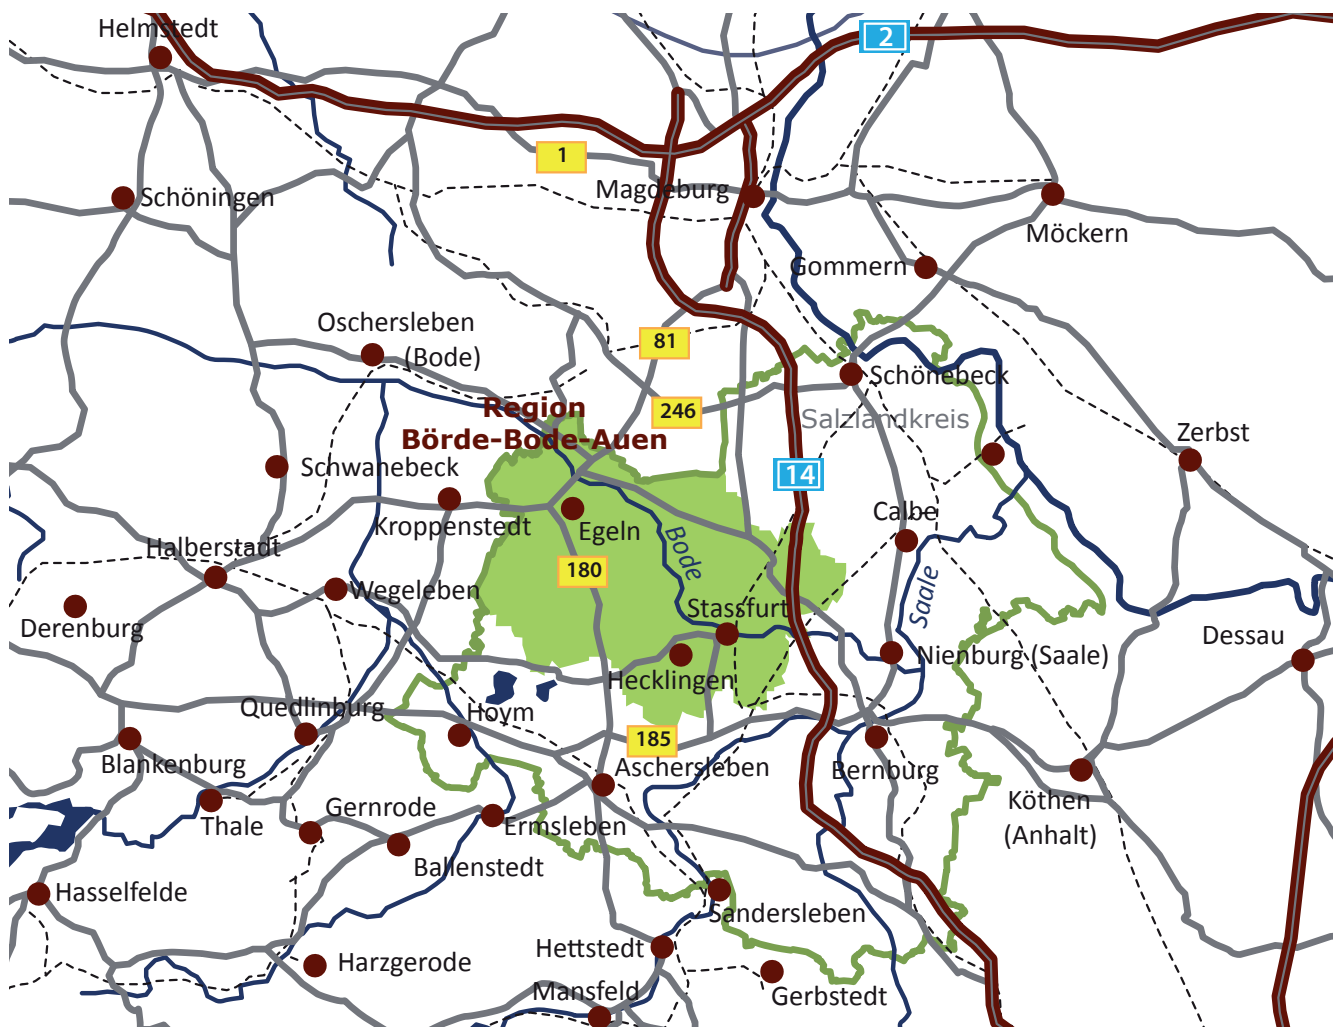 Helmstedt
2
1
Schöningen
Magdeburg
Möckern
Gommern
Oschersleben
(Bode)
81
Schönebeck
246
Region
Börde-Bode-Auen
Salzlandkreis
Zerbst
Schwanebeck
14
Kroppenstedt
Egeln
Calbe
Halberstadt
Bode
180
Wegeleben
Saale
Stassfurt
Derenburg
Dessau
Nienburg (Saale)
Hecklingen
Quedlinburg
Hoym
185
Blankenburg
Aschersleben
Bernburg
Gernrode
Köthen
(Anhalt)
Thale
Ermsleben
Ballenstedt
Hasselfelde
Sandersleben
Hettstedt
Harzgerode
Mansfeld
Gerbstedt